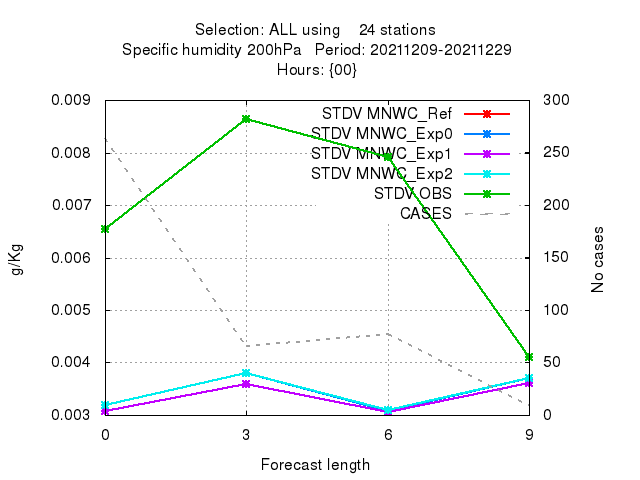 Selection: ALL using 24 stations
Specific humidity 200hPa Period: 20211209-20211229
Hours: {00}
0.009
0.008
0.007
0.006
0.005
0.004
0.003
g/Kg
STDV MNWC_Ref
STDV MNWC_Exp0
STDV MNWC_Exp1
STDV MNWC_Exp2
STDV OBS
CASES
300
250
200
150
100
50
0
No cases
0 3 6 9
Forecast length